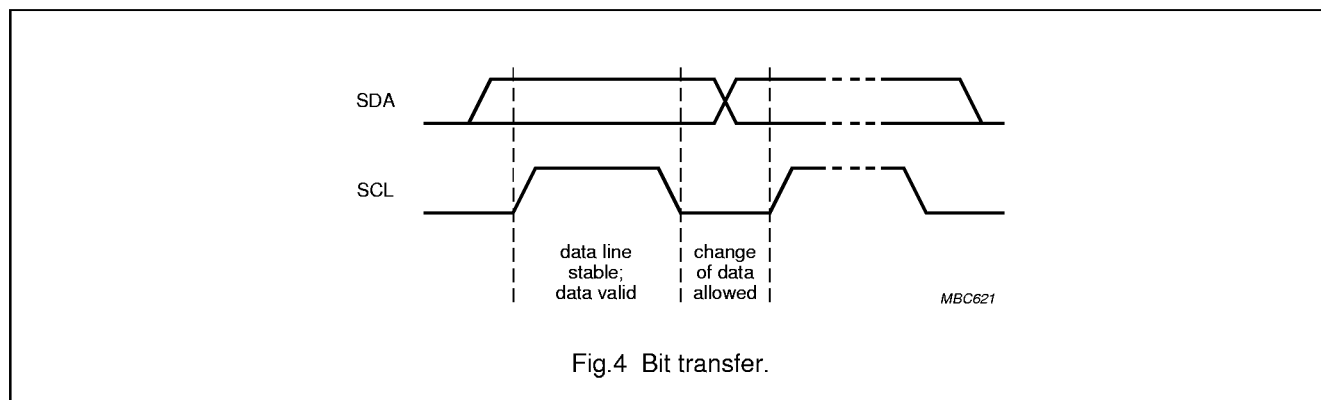 SDA
SCL
data line
stable;
data valid
change
of data
allowed
MBC621
Fig.4 Bit transfer.